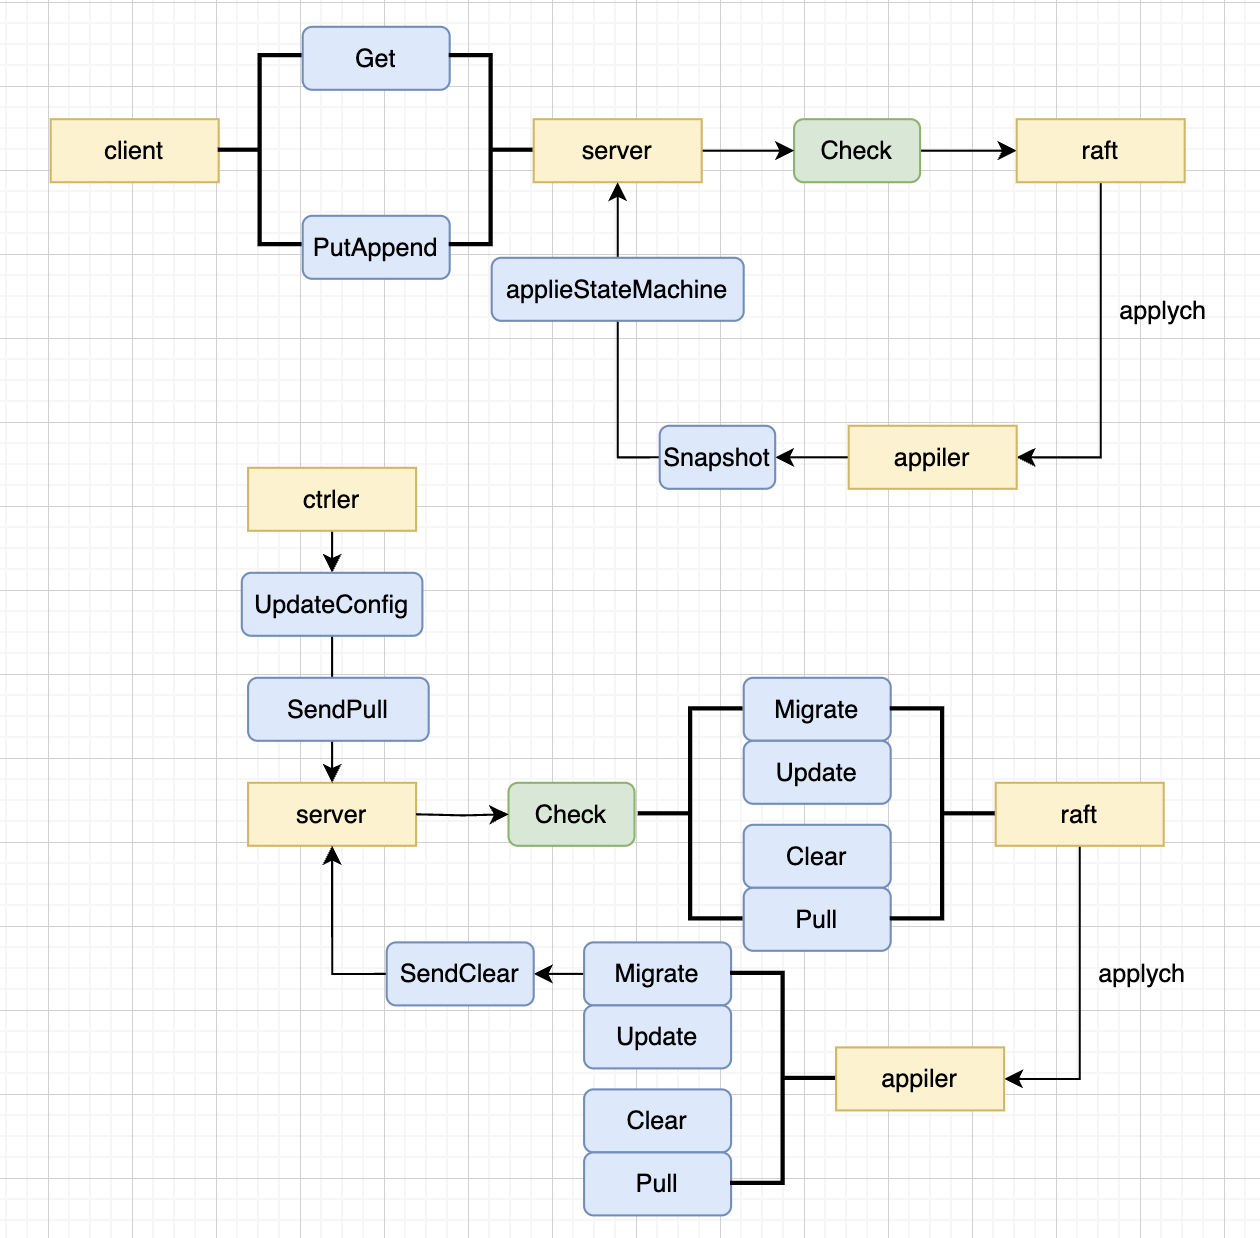 Get
client
server
Check
raft
PutAppend
applieStateMachine
applych
Snapshot
appiler
ctrler
UpdateConfig
SendPull
Migrate
Update
server
Check
raft
Clear
Pull
SendClear
Migrate
applych
Update
appiler
Clear
Pull